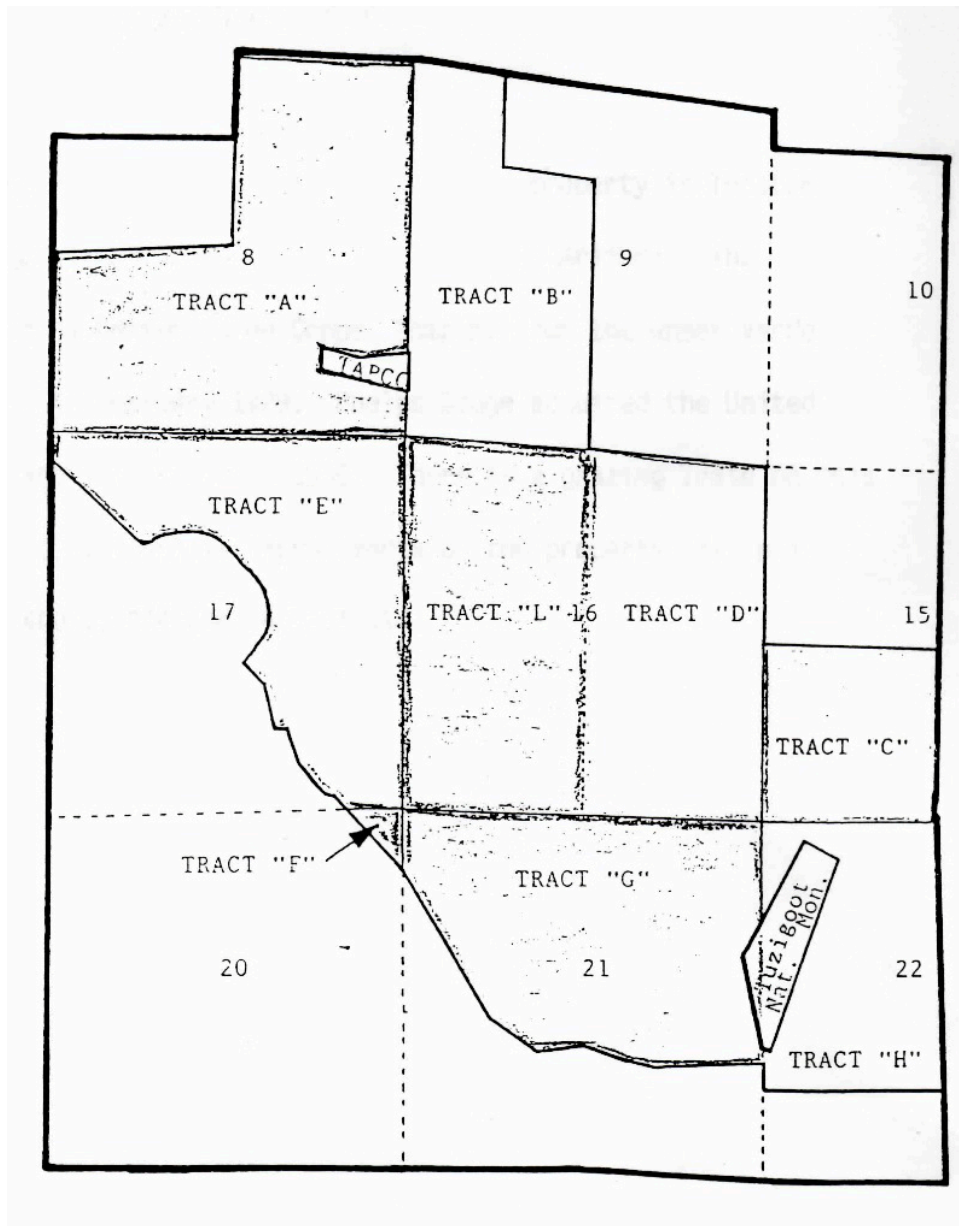 8
9
10
TRACT "A"
TRACT "B"
TAPCO
TRACT "E"
17
TRACT "L"
16
TRACT "D"
15
TRACT "C"
TRACT "F"
TRACT "G"
20
21
22
Tuzigoot
Nat. Mon.
TRACT "H"